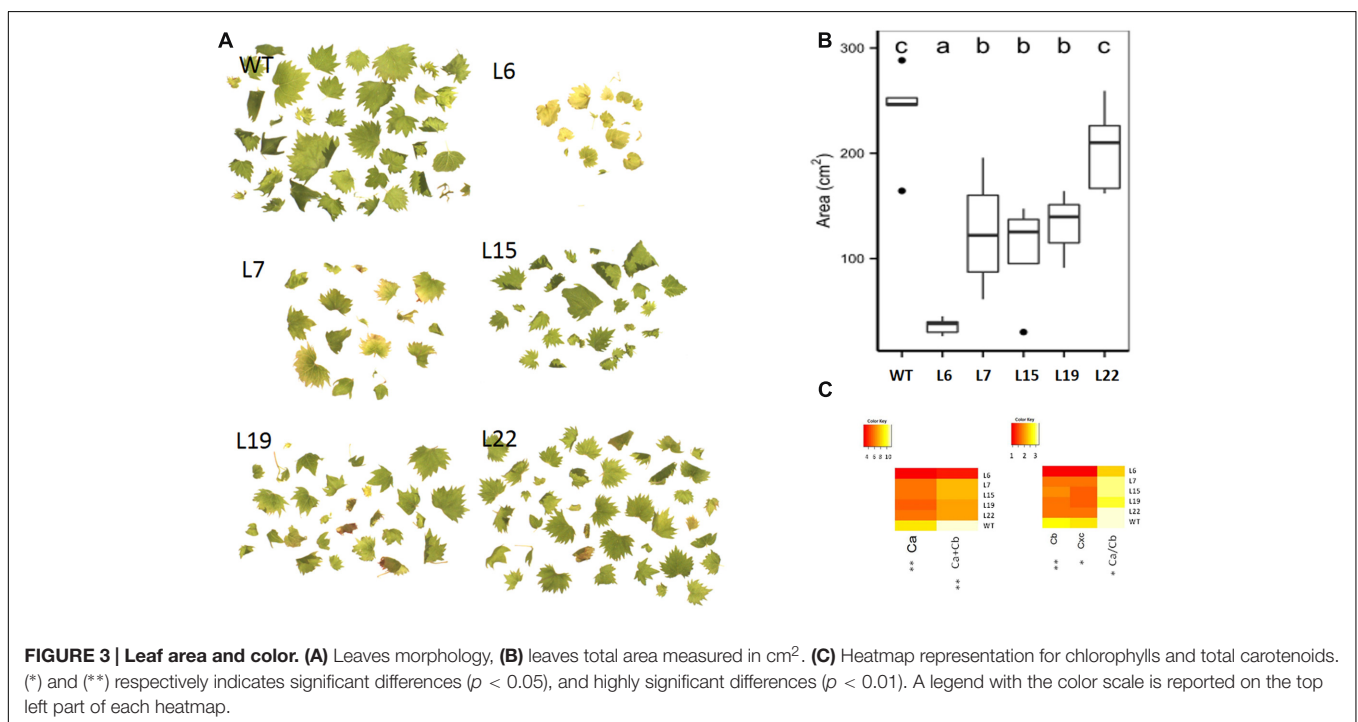 A
WT
L6
L7
L15
L19
L22
B
300
200
100
Area (cm²)
c a b b b c
WT L6 L7 L15 L19 L22
C
Color Key
4 6 8 10
L6
L7
L15
L19
L22
WT
** Ca
** Ca+Cb
Color Key
1 2 3
L6
L7
L15
L19
L22
WT
** Cb
* Cxc
* Ca/Cb
FIGURE 3 | Leaf area and color. (A) Leaves morphology, (B) leaves total area measured in cm². (C) Heatmap representation for chlorophylls and total carotenoids.
(*) and (**) respectively indicates significant differences (p < 0.05), and highly significant differences (p < 0.01). A legend with the color scale is reported on the top
left part of each heatmap.